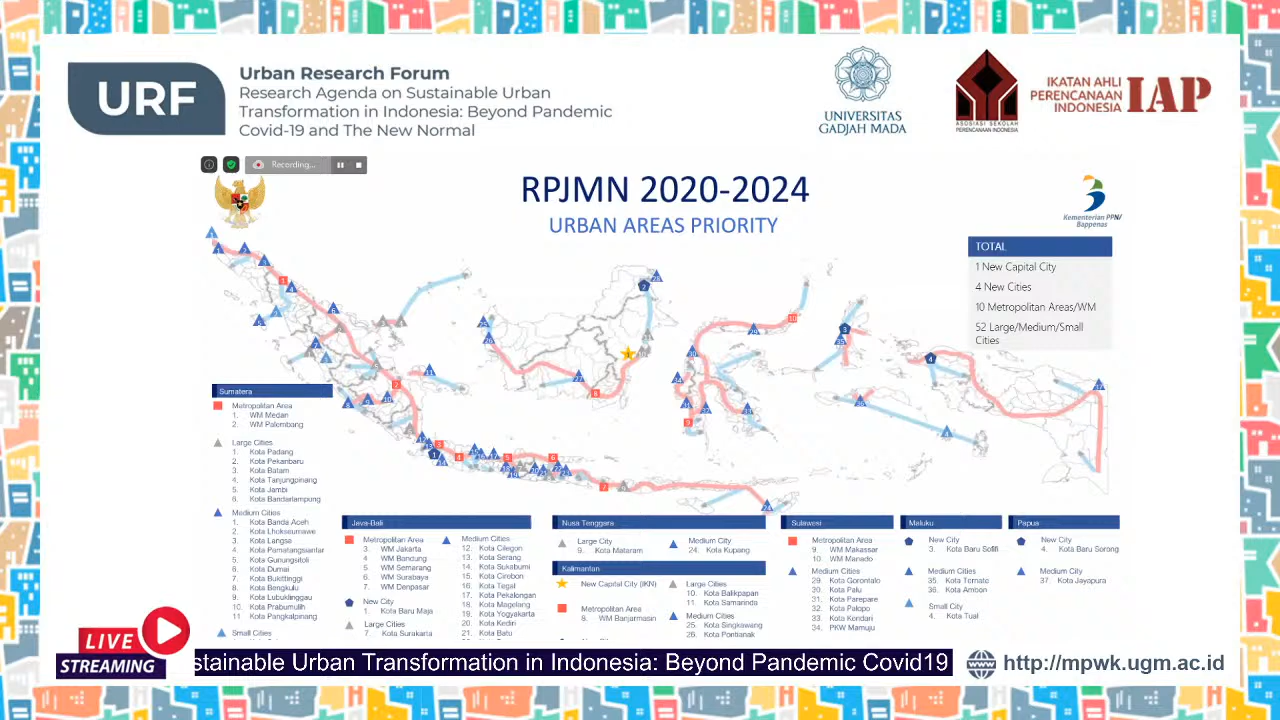 URF
Urban Research Forum
Research Agenda on Sustainable Urban
Transformation in Indonesia: Beyond Pandemic
Covid-19 and The New Normal
UNIVERSITAS
GADJAH MADA
ASOSIASI SEKOLAH
PERENCANAAN INDONESIA
IKATAN AHLI
PERENCANAAN
INDONESIA
IAP
Recording...
RPJMN 2020-2024
URBAN AREAS PRIORITY
Kementerian PPN/
Bappenas
TOTAL
1 New Capital City
4 New Cities
10 Metropolitan Areas/WM
52 Large/Medium/Small
Cities
Sumatera
Metropolitan Area
1. WM Medan
2. WM Palembang
Large Cities
1. Kota Padang
2. Kota Pekanbaru
3. Kota Batam
4. Kota Tanjungpinang
5. Kota Jambi
6. Kota Bandarlampung
Medium Cities
1. Kota Banda Aceh
2. Kota Lhokseumawe
3. Kota Langsa
4. Kota Pematangsiantar
5. Kota Gunungsitoli
6. Kota Dumai
7. Kota Bukittinggi
8. Kota Bengkulu
9. Kota Lubuklinggau
10. Kota Prabumulih
11. Kota Pangkalpinang
Small Cities
Java-Bali
Metropolitan Area
3. WM Jakarta
4. WM Bandung
5. WM Semarang
6. WM Surabaya
7. WM Denpasar
New City
1. Kota Baru Maja
Large Cities
7. Kota Surakarta
Medium Cities
12. Kota Cilegon
13. Kota Serang
14. Kota Sukabumi
15. Kota Cirebon
16. Kota Tegal
17. Kota Pekalongan
18. Kota Magelang
19. Kota Yogyakarta
20. Kota Kediri
21. Kota Batu
Nusa Tenggara
Large City
9. Kota Mataram
Medium City
24. Kota Kupang
Kalimantan
New Capital City (IKN)
Metropolitan Area
8. WM Banjarmasin
Large Cities
10. Kota Balikpapan
11. Kota Samarinda
Medium Cities
25. Kota Singkawang
26. Kota Pontianak
Sulawesi
Metropolitan Area
9. WM Makassar
10. WM Manado
Medium Cities
29. Kota Gorontalo
30. Kota Palu
31. Kota Parepare
32. Kota Palopo
33. Kota Kendari
34. PKW Mamuju
Maluku
New City
3. Kota Baru Sofifi
Medium Cities
35. Kota Ternate
36. Kota Ambon
Small City
4. Kota Tual
Papua
New City
4. Kota Baru Sorong
Medium City
37. Kota Jayapura
LIVE
STREAMING
stainable Urban Transformation in Indonesia: Beyond Pandemic Covid19
http://mpwk.ugm.ac.id